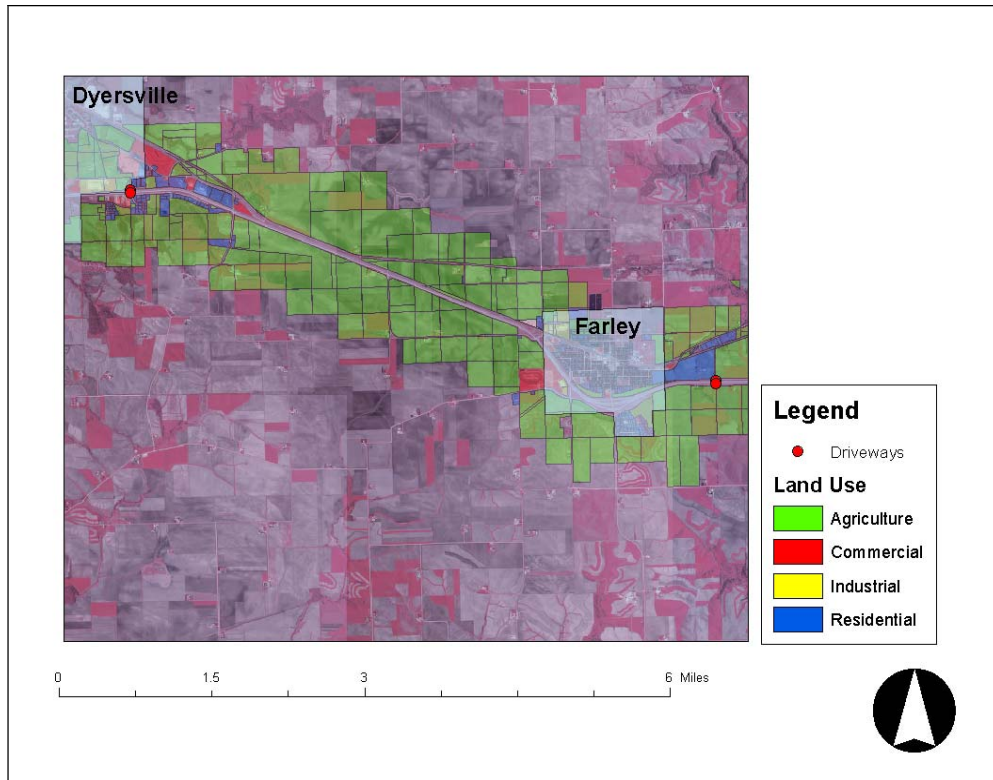 Dyersville
Farley
Legend
Driveways
Land Use
Agriculture
Commercial
Industrial
Residential
0 1.5 3 6 Miles